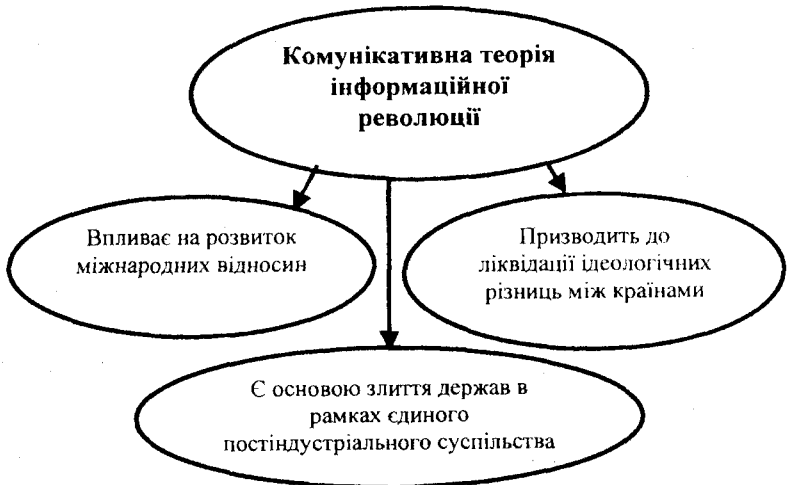 Комунікативна теорія
інформаційної
революції
Впливає на розвиток
міжнародних відносин
Призводить до
ліквідації ідеологічних
різниць між країнами
Є основою злиття держав в
рамках єдиного
постіндустріального суспільства